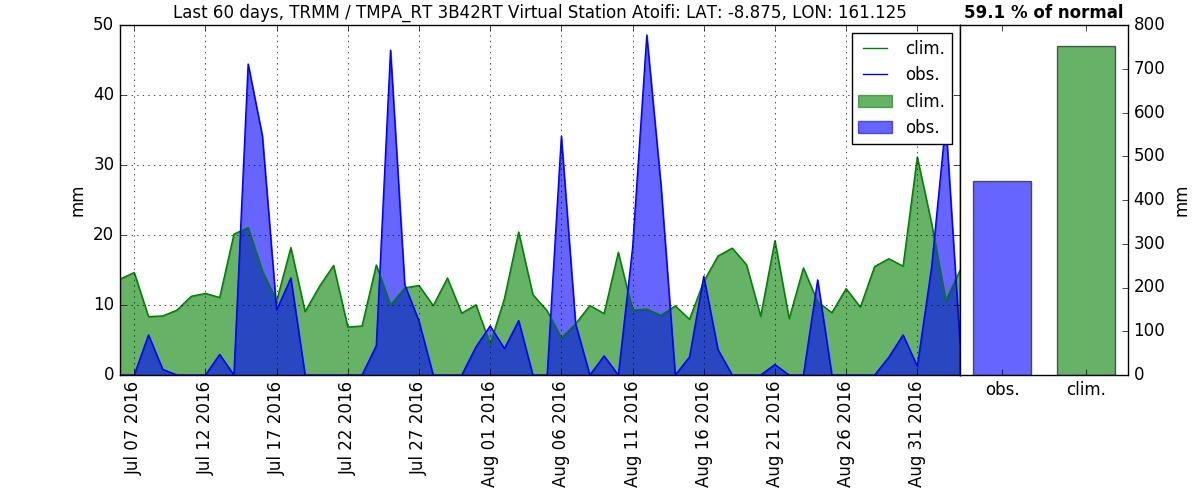 Last 60 days, TRMM / TMPA_RT 3B42RT Virtual Station Atoifi: LAT: -8.875, LON: 161.125
59.1 % of normal
50
40
30
20
10
0
mm
clim.
obs.
clim.
obs.
800
700
600
500
400
300
200
100
0
mm
Jul 07 2016
Jul 12 2016
Jul 17 2016
Jul 22 2016
Jul 27 2016
Aug 01 2016
Aug 06 2016
Aug 11 2016
Aug 16 2016
Aug 21 2016
Aug 26 2016
Aug 31 2016
obs.
clim.